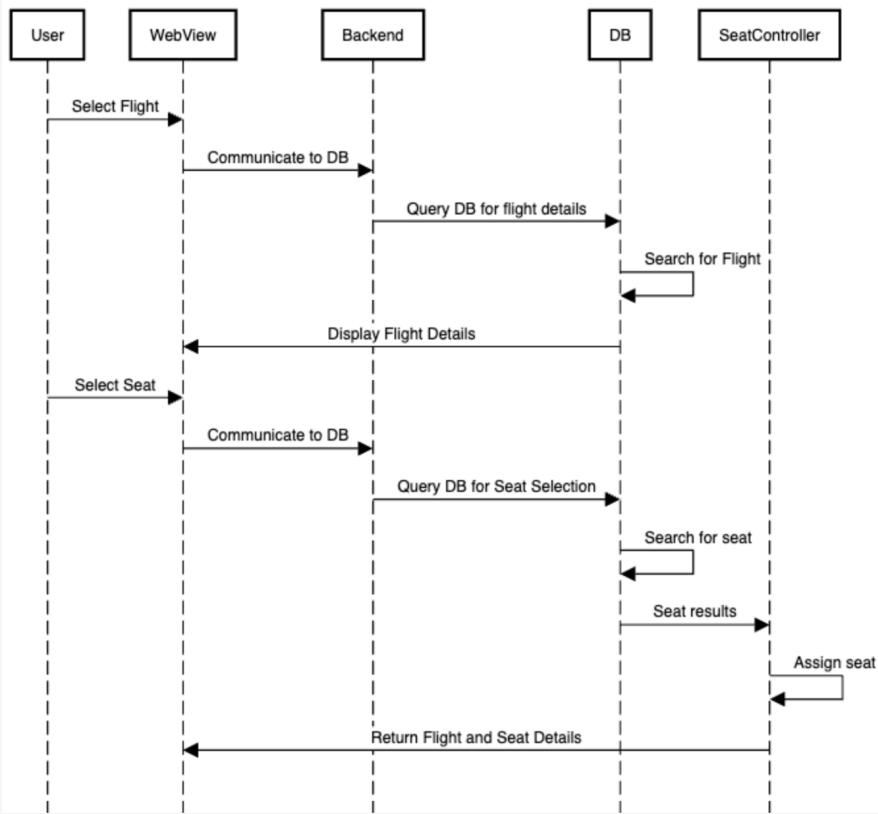 User
WebView
Backend
DB
SeatController
Select Flight
Communicate to DB
Query DB for flight details
Search for Flight
Display Flight Details
Select Seat
Communicate to DB
Query DB for Seat Selection
Search for seat
Seat results
Assign seat
Return Flight and Seat Details